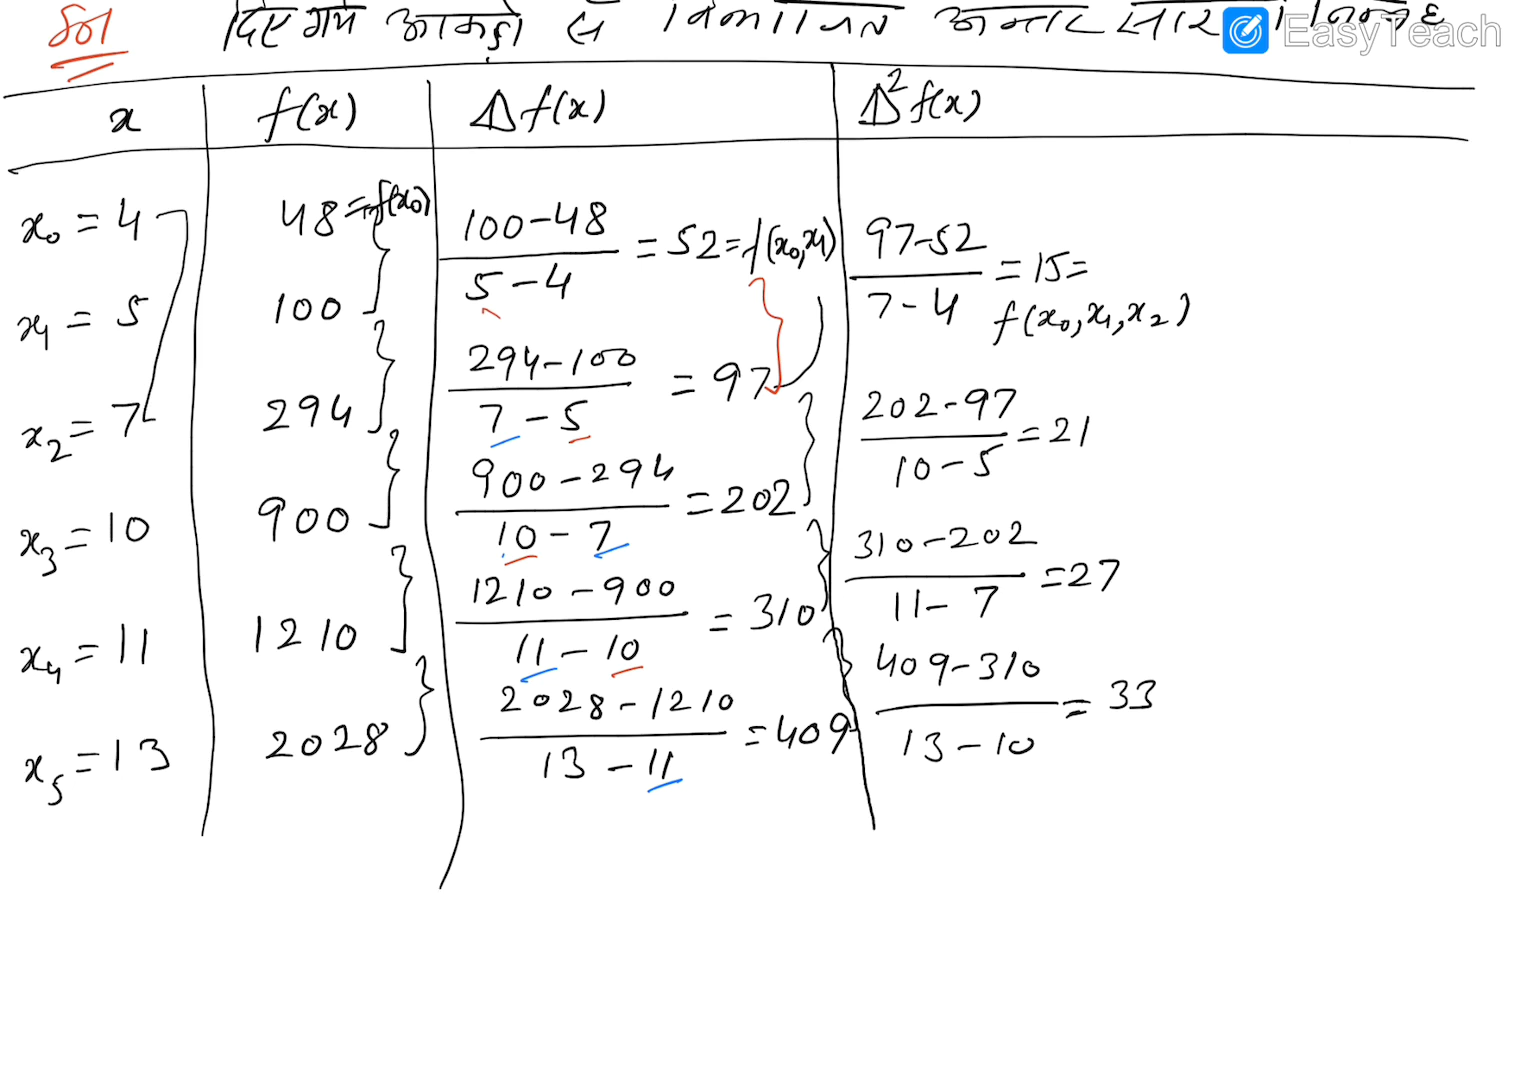 हल दिए गये आकड़ो से विभाजित अन्तर सारणी निम्न है
EasyTeach
x f(x) Δf(x) Δ²f(x)
x₀ = 4 48 = f(x₀) (100-48)/(5-4) = 52 = f(x₀,x₁) (97-52)/(7-4) = 15 = f(x₀,x₁,x₂)
x₁ = 5 100 (294-100)/(7-5) = 97 (202-97)/(10-5) = 21
x₂ = 7 294 (900-294)/(10-7) = 202 (310-202)/(11-7) = 27
x₃ = 10 900 (1210-900)/(11-10) = 310 (409-310)/(13-10) = 33
x₄ = 11 1210 (2028-1210)/(13-11) = 409
x₅ = 13 2028